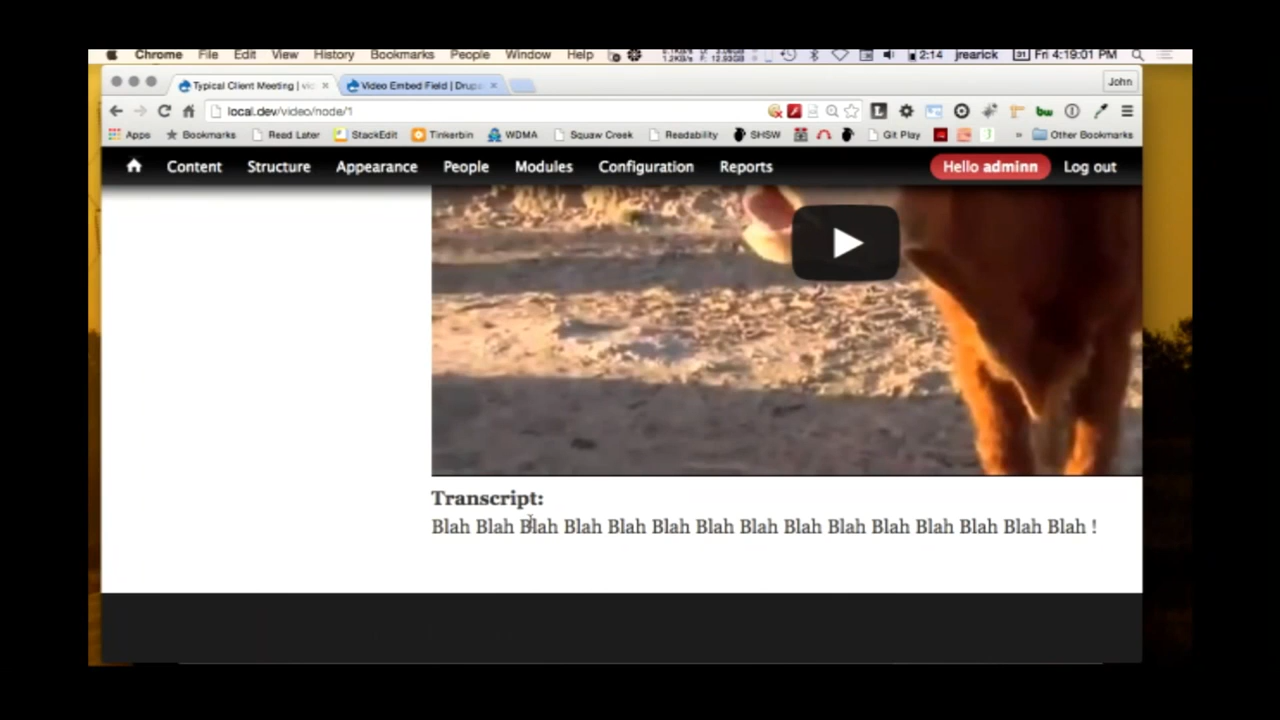 Chrome File Edit View History Bookmarks People Window Help 2:14 jrearick 31 Fri 4:19:01 PM
Typical Client Meeting | vic Video Embed Field | Drupa John
local.dev/video/node/1
Apps Bookmarks Read Later StackEdit Tinkerbin WDMA Squaw Creek Readability SHSW Git Play » Other Bookmarks
Content Structure Appearance People Modules Configuration Reports Hello adminn Log out
Transcript:
Blah Blah Blah Blah Blah Blah Blah Blah Blah Blah Blah Blah Blah Blah Blah !